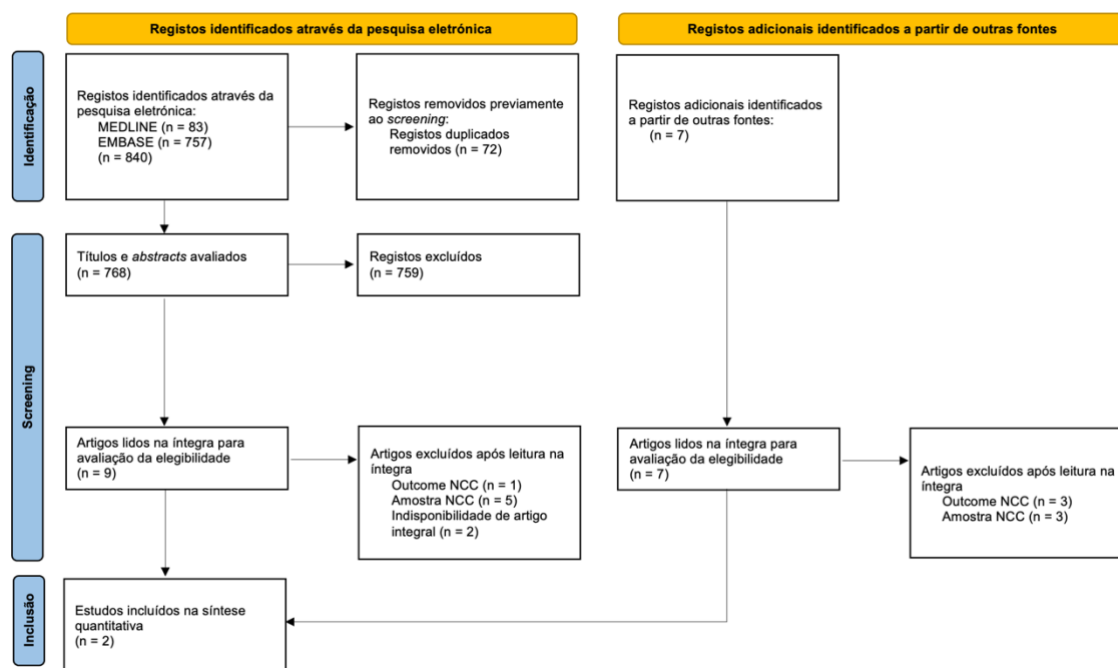 Registos identificados através da pesquisa eletrónica
Registos adicionais identificados a partir de outras fontes
Identificação
Registos identificados através da
pesquisa eletrónica:
MEDLINE (n = 83)
EMBASE (n = 757)
(n = 840)
Registos removidos previamente
ao screening:
Registos duplicados
removidos (n = 72)
Registos adicionais identificados
a partir de outras fontes:
(n = 7)
Screening
Títulos e abstracts avaliados
(n = 768)
Registos excluídos
(n = 759)
Artigos lidos na íntegra para
avaliação da elegibilidade
(n = 9)
Artigos excluídos após leitura na
íntegra
Outcome NCC (n = 1)
Amostra NCC (n = 5)
Indisponibilidade de artigo
integral (n = 2)
Artigos lidos na íntegra para
avaliação da elegibilidade
(n = 7)
Artigos excluídos após leitura na
íntegra
Outcome NCC (n = 3)
Amostra NCC (n = 3)
Inclusão
Estudos incluídos na síntese
quantitativa
(n = 2)